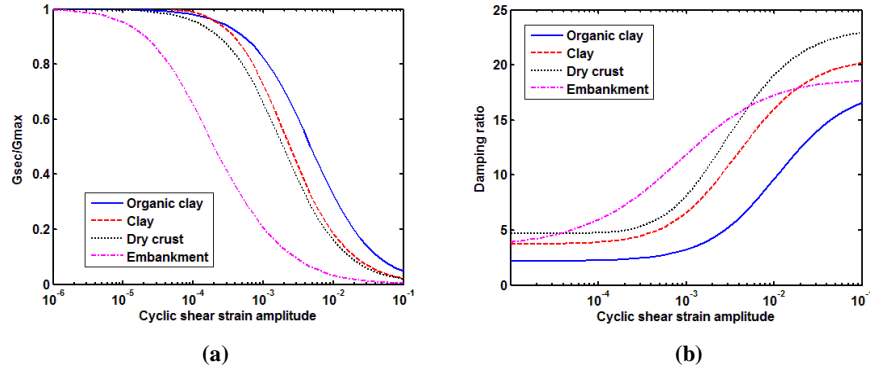 1
0.8
0.6
0.4
0.2
0
Gsec/Gmax
Organic clay
Clay
Dry crust
Embankment
10^-6
10^-5
10^-4
10^-3
10^-2
10^-1
Cyclic shear strain amplitude
(a)
25
20
15
10
5
0
Damping ratio
Organic clay
Clay
Dry crust
Embankment
10^-4
10^-3
10^-2
10^-1
Cyclic shear strain amplitude
(b)